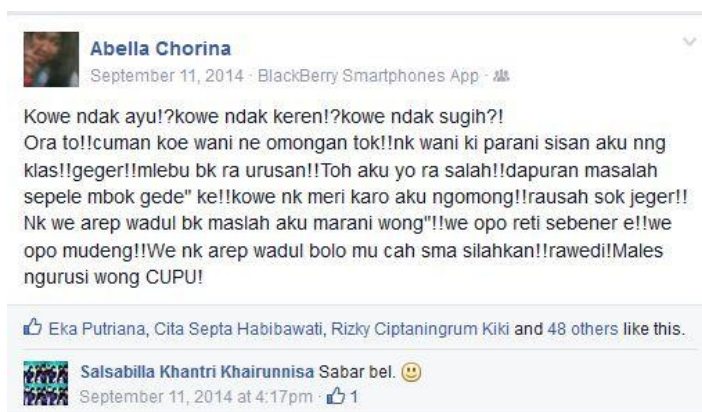 Abella Chorina
September 11, 2014 · BlackBerry Smartphones App ·
Kowe ndak ayu!?kowe ndak keren!?kowe ndak sugih?!
Ora to!!cuman koe wani ne omongan tok!!nk wani ki parani sisan aku nng
klas!!geger!!mlebu bk ra urusan!!Toh aku yo ra salah!!dapuran masalah
sepele mbok gede" ke!!kowe nk meri karo aku ngomong!!rausah sok jeger!!
Nk we arep wadul bk maslah aku marani wong"!!we opo reti sebener e!!we
opo mudeng!!We nk arep wadul bolo mu cah sma silahkan!!rawedi!Males
ngurusi wong CUPU!
Eka Putriana, Cita Septa Habibawati, Rizky Ciptaningrum Kiki and 48 others like this.
Salsabilla Khantri Khairunnisa Sabar bel.
September 11, 2014 at 4:17pm · 1